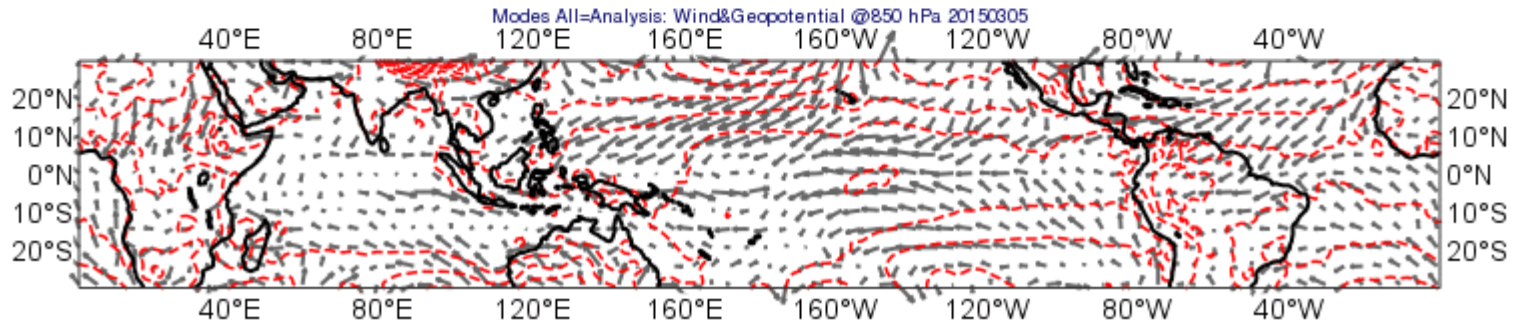 Modes All=Analysis: Wind&Geopotential @850 hPa 20150305
40°E 80°E 120°E 160°E 160°W 120°W 80°W 40°W
20°N 20°N
10°N 10°N
0°N 0°N
10°S 10°S
20°S 20°S
40°E 80°E 120°E 160°E 160°W 120°W 80°W 40°W